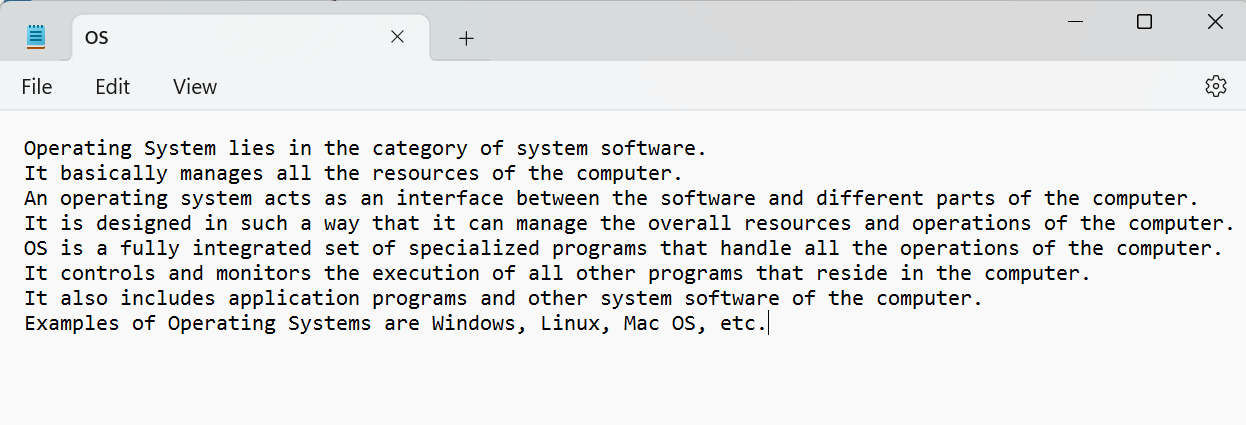 OS
File Edit View
Operating System lies in the category of system software.
It basically manages all the resources of the computer.
An operating system acts as an interface between the software and different parts of the computer.
It is designed in such a way that it can manage the overall resources and operations of the computer.
OS is a fully integrated set of specialized programs that handle all the operations of the computer.
It controls and monitors the execution of all other programs that reside in the computer.
It also includes application programs and other system software of the computer.
Examples of Operating Systems are Windows, Linux, Mac OS, etc.